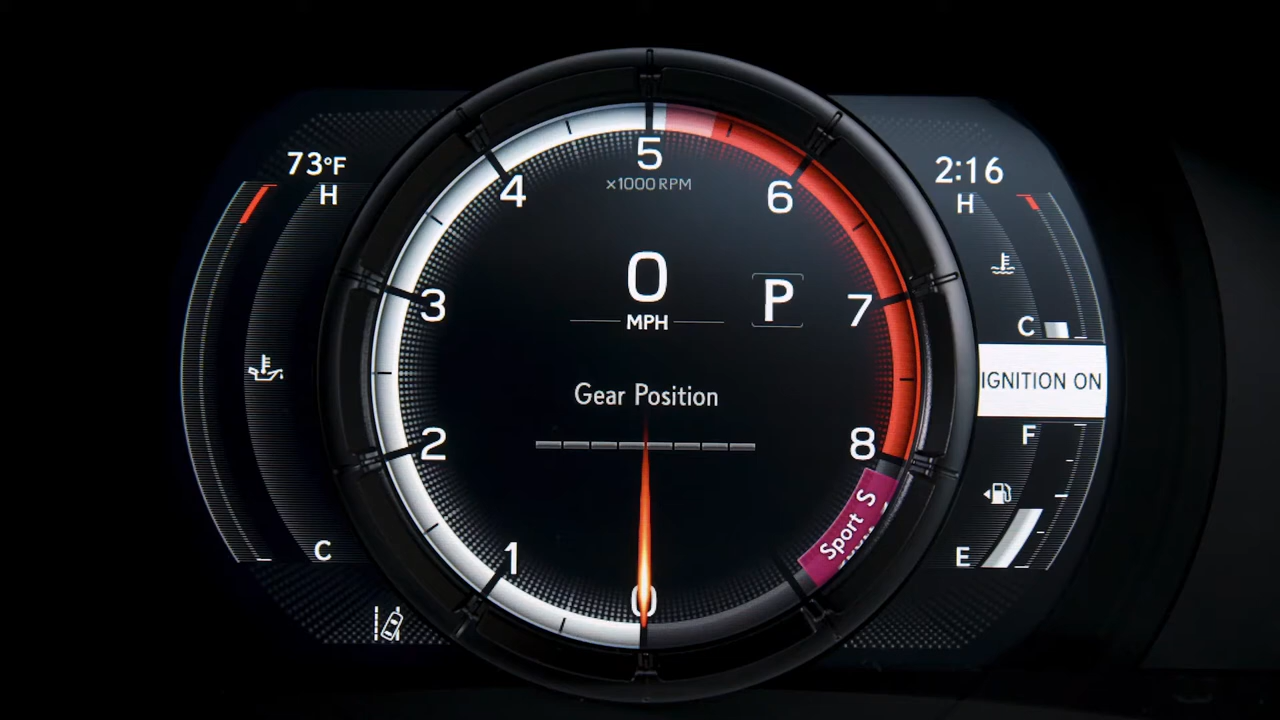 73°F
H
C
5
×1000 RPM
4
6
3
7
2
8
1
0
0
MPH
P
Gear Position
Sport S
2:16
H
C
IGNITION ON
F
E